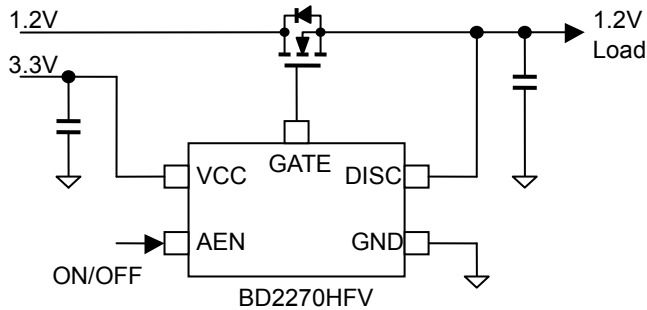 1.2V
1.2V
Load
3.3V
GATE
VCC
DISC
AEN
GND
ON/OFF
BD2270HFV